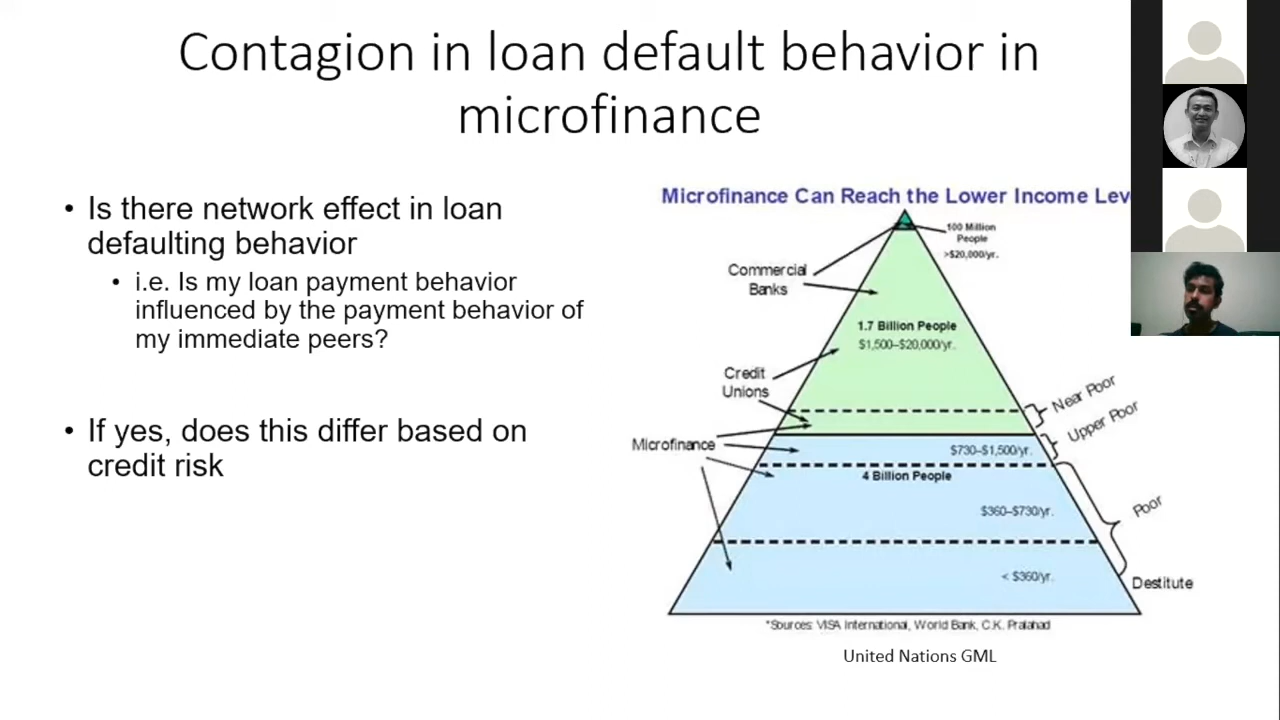 Contagion in loan default behavior in
microfinance
• Is there network effect in loan
defaulting behavior
• i.e. Is my loan payment behavior
influenced by the payment behavior of
my immediate peers?
• If yes, does this differ based on
credit risk
Microfinance Can Reach the Lower Income Lev
100 Million
People
>$20,000/yr.
Commercial
Banks
1.7 Billion People
$1,500–$20,000/yr.
Credit
Unions
Near Poor
Upper Poor
Microfinance
$730–$1,500/yr.
4 Billion People
$360–$730/yr.
Poor
< $360/yr.
Destitute
*Sources: VISA International, World Bank, C.K. Pralahad
United Nations GML